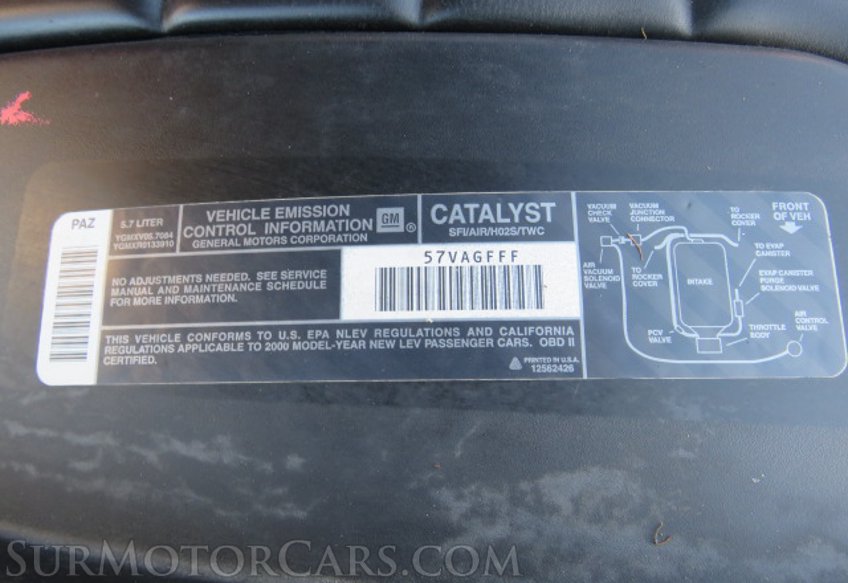 PAZ
5.7 LITER
YGMXV05.7084
YGMXR0133910
VEHICLE EMISSION
CONTROL INFORMATION
GENERAL MOTORS CORPORATION
GM ®
CATALYST
SFI/AIR/HO2S/TWC
57VAGFFF
NO ADJUSTMENTS NEEDED. SEE SERVICE
MANUAL AND MAINTENANCE SCHEDULE
FOR MORE INFORMATION.
THIS VEHICLE CONFORMS TO U.S. EPA NLEV REGULATIONS AND CALIFORNIA
REGULATIONS APPLICABLE TO 2000 MODEL-YEAR NEW LEV PASSENGER CARS. OBD II
CERTIFIED.
PRINTED IN U.S.A.
12562426
VACUUM
CHECK
VALVE
VACUUM
JUNCTION
CONNECTOR
TO
ROCKER
COVER
FRONT
OF VEH
AIR
VACUUM
SOLENOID
VALVE
TO
ROCKER
COVER
INTAKE
TO EVAP
CANISTER
EVAP CANISTER
PURGE
SOLENOID VALVE
PCV
VALVE
THROTTLE
BODY
AIR
CONTROL
VALVE
SURMOTORCARS.COM